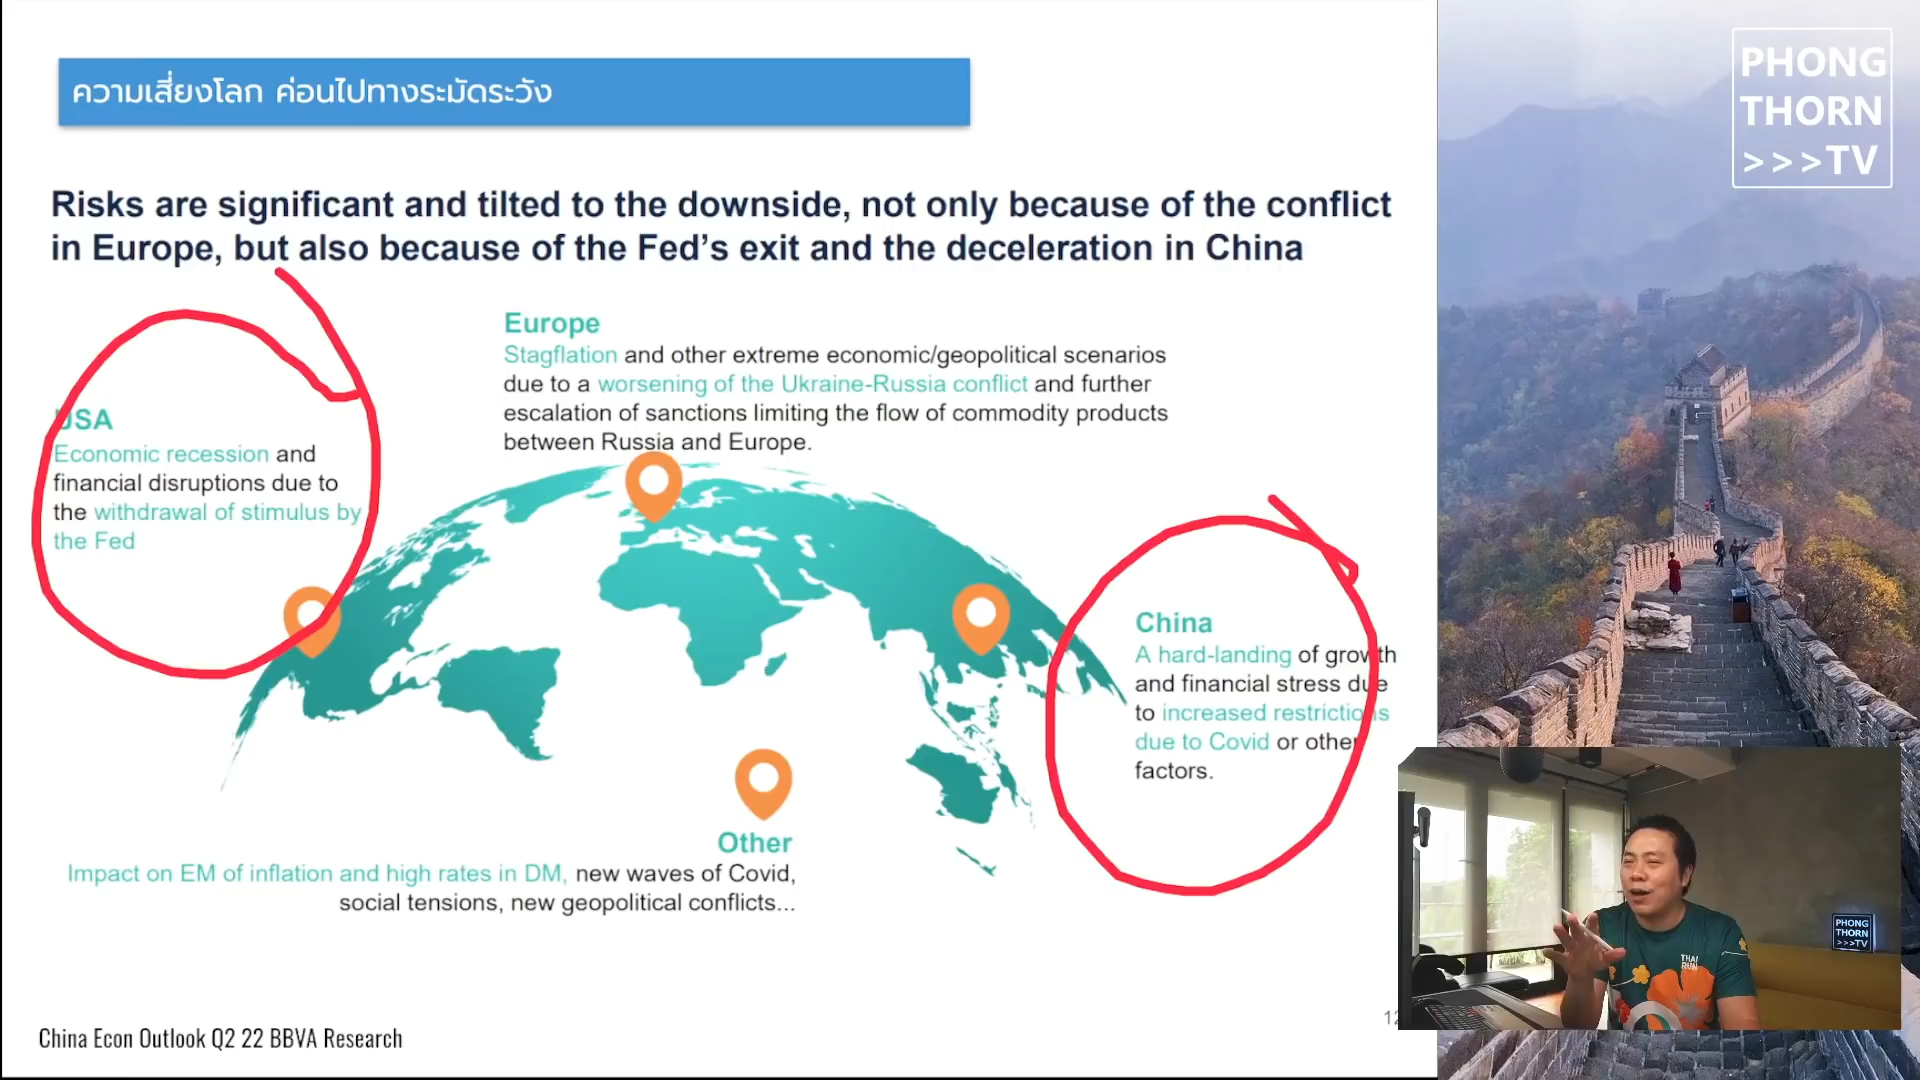 ความเสี่ยงโลก ค่อนไปทางระมัดระวัง
PHONG
THORN
>>>TV
Risks are significant and tilted to the downside, not only because of the conflict
in Europe, but also because of the Fed’s exit and the deceleration in China
Europe
Stagflation and other extreme economic/geopolitical scenarios
due to a worsening of the Ukraine-Russia conflict and further
escalation of sanctions limiting the flow of commodity products
between Russia and Europe.
USA
Economic recession and
financial disruptions due to
the withdrawal of stimulus by
the Fed
China
A hard-landing of growth
and financial stress due
to increased restrictions
due to Covid or other
factors.
Other
Impact on EM of inflation and high rates in DM, new waves of Covid,
social tensions, new geopolitical conflicts...
PHONG
THORN
>>>TV
THAI
RUN
China Econ Outlook Q2 22 BBVA Research